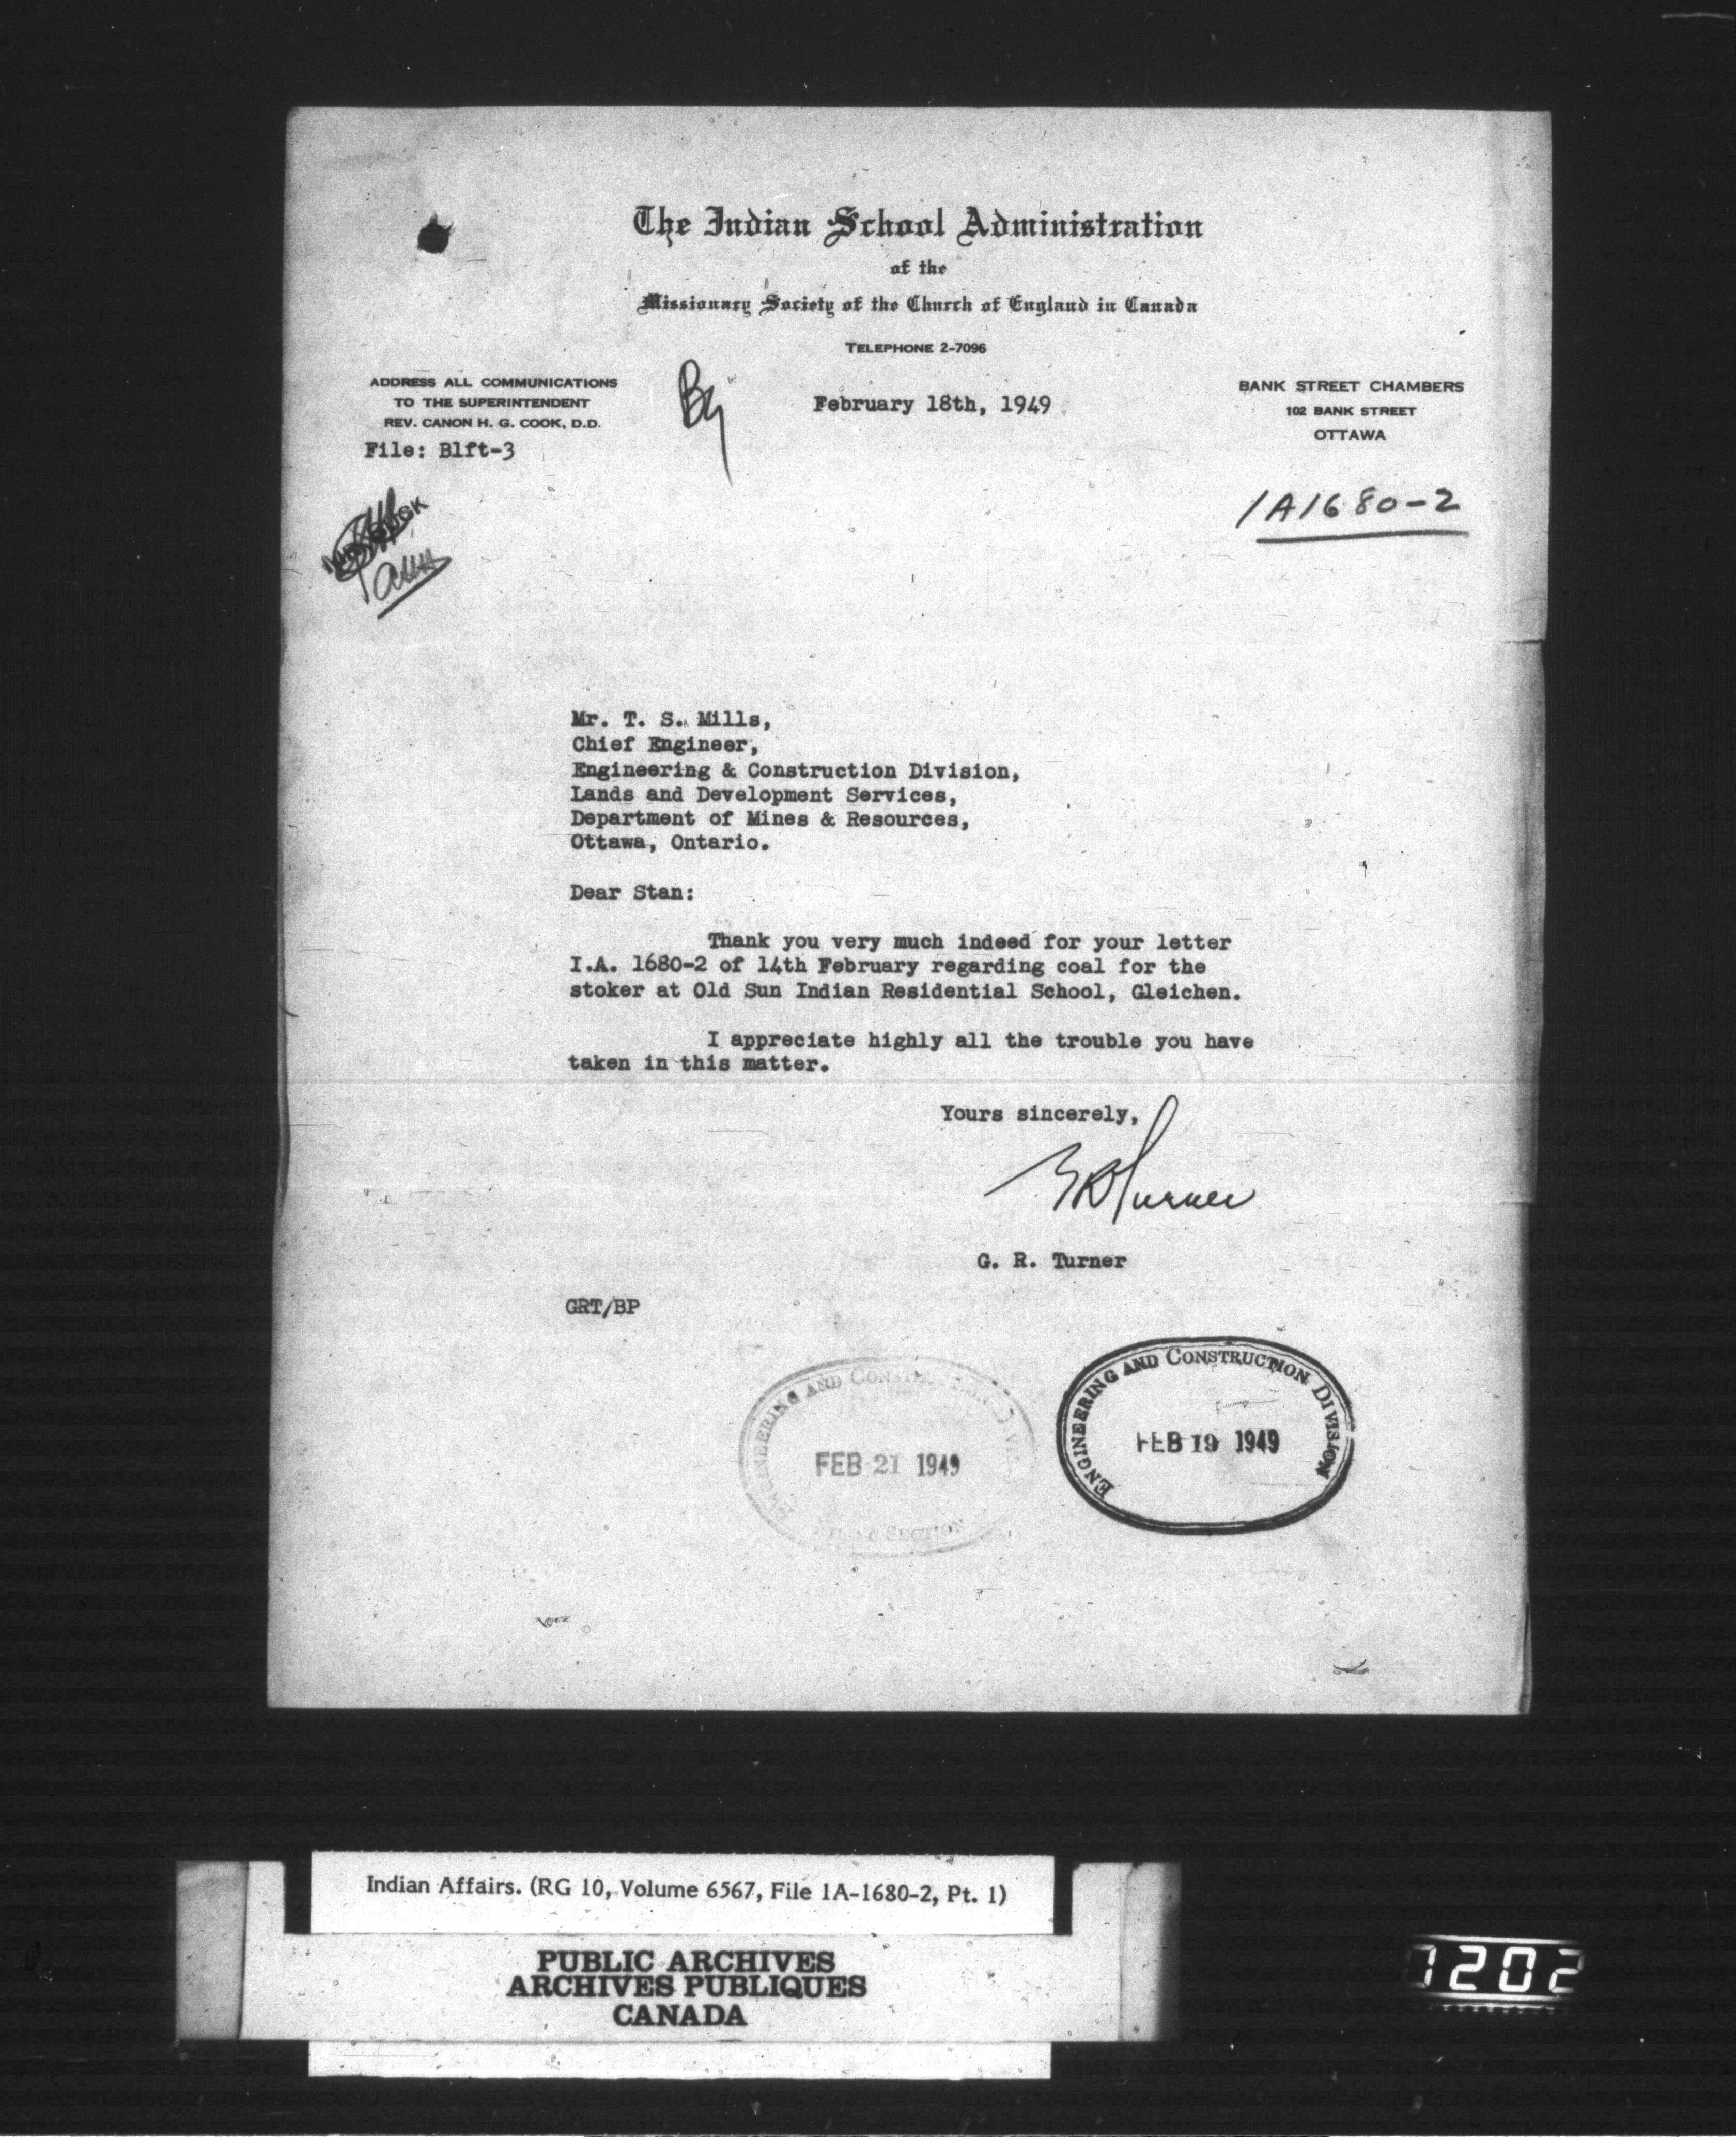 The Indian School Administration
of the
Missionary Society of the Church of England in Canada
TELEPHONE 2-7096
ADDRESS ALL COMMUNICATIONS
TO THE SUPERINTENDENT
REV. CANON H. G. COOK, D.D.
File: Blft-3
February 18th, 1949
BANK STREET CHAMBERS
102 BANK STREET
OTTAWA
1A1680-2
Mr. T. S. Mills,
Chief Engineer,
Engineering & Construction Division,
Lands and Development Services,
Department of Mines & Resources,
Ottawa, Ontario.
Dear Stan:
Thank you very much indeed for your letter
I.A. 1680-2 of 14th February regarding coal for the
stoker at Old Sun Indian Residential School, Gleichen.
I appreciate highly all the trouble you have
taken in this matter.
Yours sincerely,
GRTurner
G. R. Turner
GRT/BP
ENGINEERING AND CONSTRUCTION DIVISION
FEB 21 1949
SECTION
ENGINEERING AND CONSTRUCTION DIVISION
FEB 19 1949
Indian Affairs. (RG 10, Volume 6567, File 1A-1680-2, Pt. 1)
PUBLIC ARCHIVES
ARCHIVES PUBLIQUES
CANADA
1202